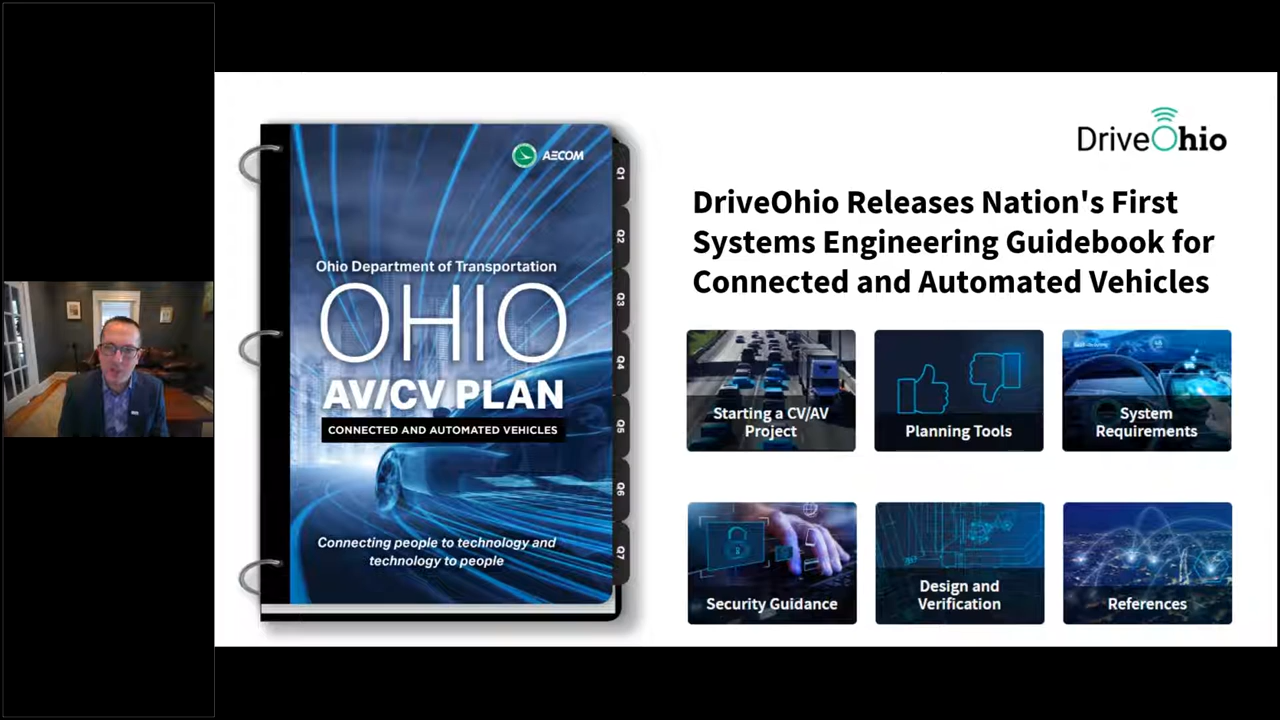 AECOM
Q1
Q2
Q3
Q4
Q5
Q6
Q7
Ohio Department of Transportation
OHIO
AV/CV PLAN
CONNECTED AND AUTOMATED VEHICLES
Connecting people to technology and
technology to people
DriveOhio
DriveOhio Releases Nation's First
Systems Engineering Guidebook for
Connected and Automated Vehicles
Starting a CV/AV
Project
Planning Tools
System
Requirements
Security Guidance
Design and
Verification
References